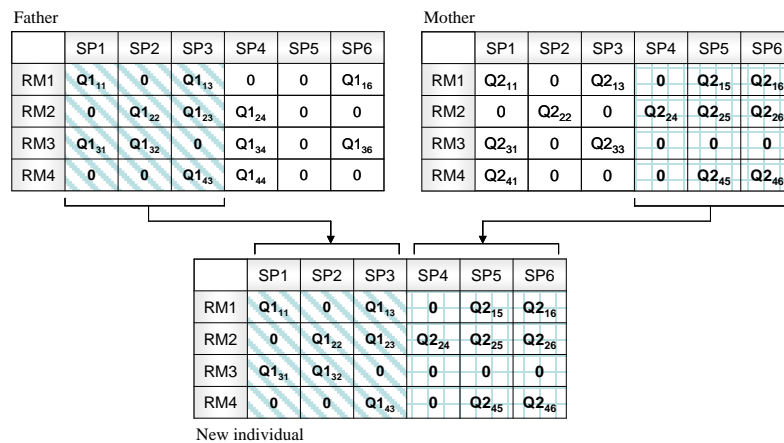 Father
SP1 SP2 SP3 SP4 SP5 SP6
RM1 Q1₁₁ 0 Q1₁₃ 0 0 Q1₁₆
RM2 0 Q1₂₂ Q1₂₃ Q1₂₄ 0 0
RM3 Q1₃₁ Q1₃₂ 0 Q1₃₄ 0 Q1₃₆
RM4 0 0 Q1₄₃ Q1₄₄ 0 0
Mother
SP1 SP2 SP3 SP4 SP5 SP6
RM1 Q2₁₁ 0 Q2₁₃ 0 Q2₁₅ Q2₁₆
RM2 0 Q2₂₂ 0 Q2₂₄ Q2₂₅ Q2₂₆
RM3 Q2₃₁ 0 Q2₃₃ 0 0 0
RM4 Q2₄₁ 0 0 0 Q2₄₅ Q2₄₆
SP1 SP2 SP3 SP4 SP5 SP6
RM1 Q1₁₁ 0 Q1₁₃ 0 Q2₁₅ Q2₁₆
RM2 0 Q1₂₂ Q1₂₃ Q2₂₄ Q2₂₅ Q2₂₆
RM3 Q1₃₁ Q1₃₂ 0 0 0 0
RM4 0 0 Q1₄₃ 0 Q2₄₅ Q2₄₆
New individual